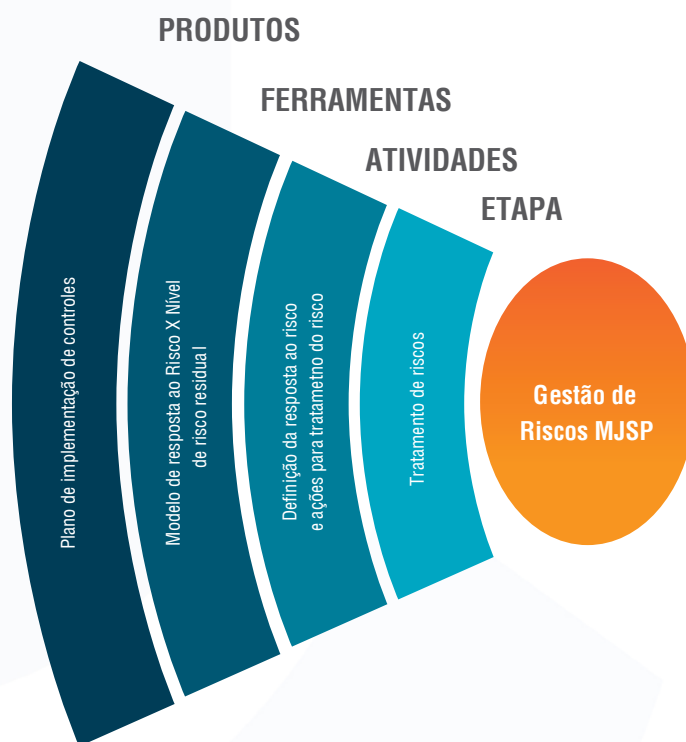 PRODUTOS
FERRAMENTAS
ATIVIDADES
ETAPA
Plano de implementação de controles
Modelo de resposta ao Risco X Nível
de risco residual
Definição da resposta ao risco
e ações para tratametno do risco
Tratamento de riscos
Gestão de
Riscos MJSP